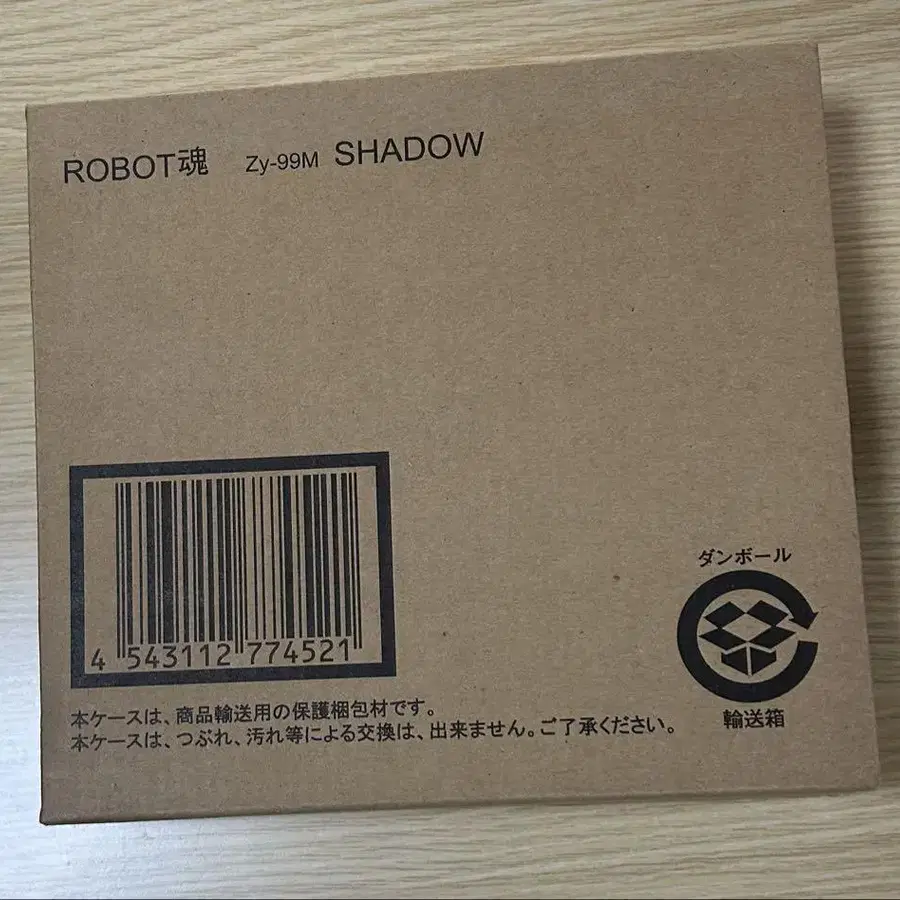 ROBOT魂 Zy-99M SHADOW
4 543112 774521
本ケースは、商品輸送用の保護梱包材です。
本ケースは、つぶれ、汚れ等による交換は、出来ません。ご了承ください。
ダンボール
輸送箱